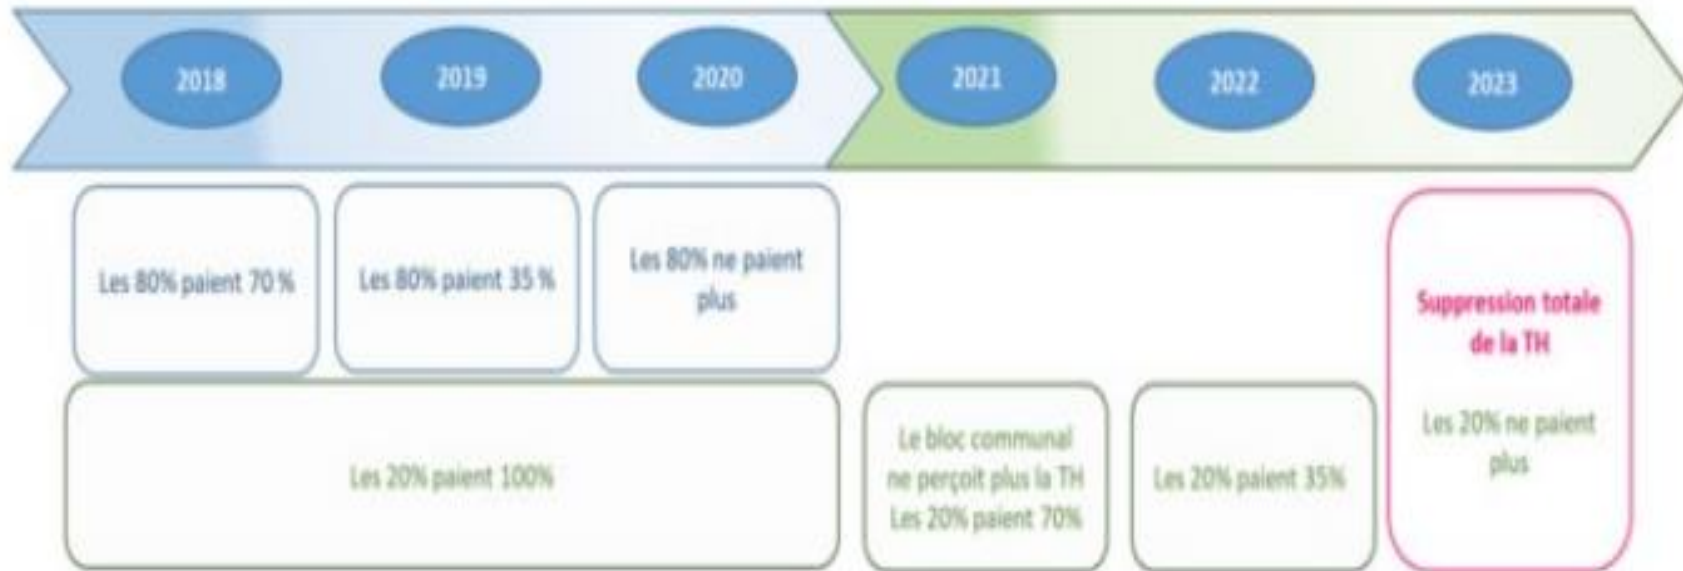 2018
2019
2020
2021
2022
2023
Les 80% paient 70 %
Les 80% paient 35 %
Les 80% ne paient
plus
Suppression totale
de la TH
Les 20% ne paient
plus
Les 20% paient 100%
Le bloc communal
ne perçoit plus la TH
Les 20% paient 70%
Les 20% paient 35%